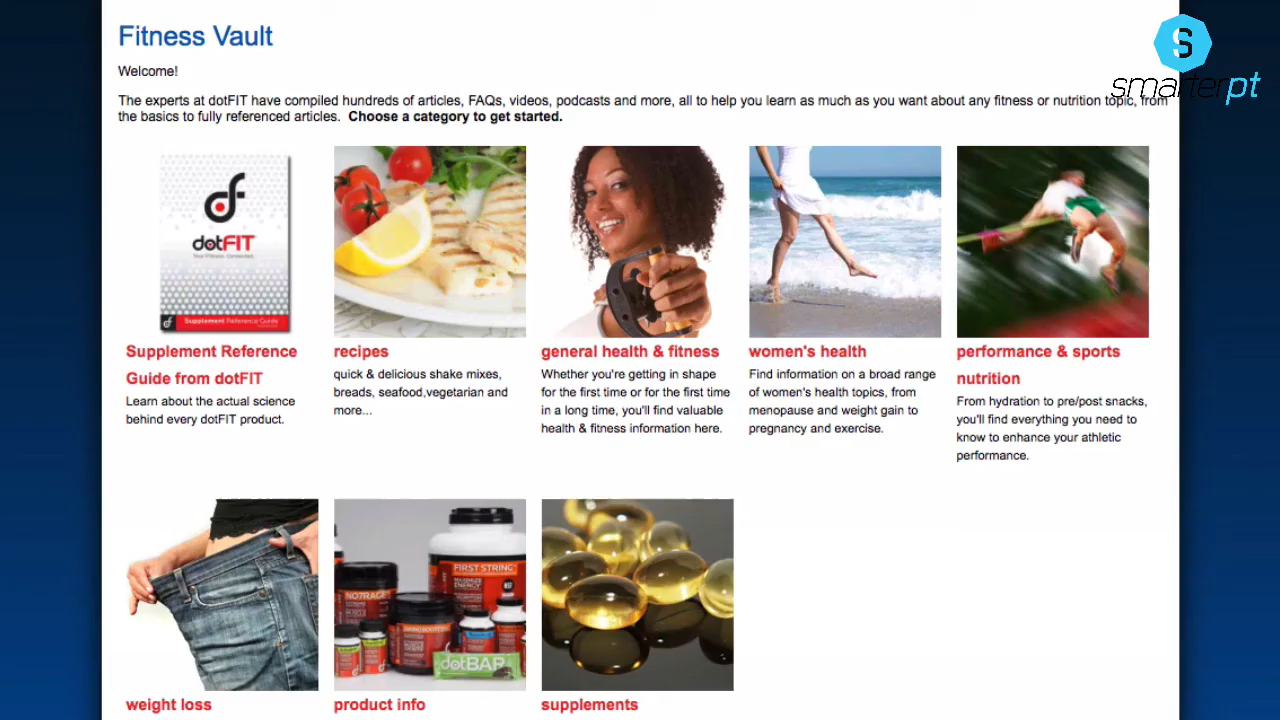 Fitness Vault
S
smarterpt
Welcome!
The experts at dotFIT have compiled hundreds of articles, FAQs, videos, podcasts and more, all to help you learn as much as you want about any fitness or nutrition topic, from
the basics to fully referenced articles. Choose a category to get started.
dotFIT
Your Fitness. Connected.
Supplement Reference Guide
Supplement Reference
Guide from dotFIT
Learn about the actual science
behind every dotFIT product.
recipes
quick & delicious shake mixes,
breads, seafood,vegetarian and
more...
general health & fitness
Whether you're getting in shape
for the first time or for the first time
in a long time, you'll find valuable
health & fitness information here.
women's health
Find information on a broad range
of women's health topics, from
menopause and weight gain to
pregnancy and exercise.
performance & sports
nutrition
From hydration to pre/post snacks,
you'll find everything you need to
know to enhance your athletic
performance.
FIRST STRING
MAXIMIZE
ENERGY
NO7RAGE
AMINO BOOST
dotBAR
weight loss
product info
supplements